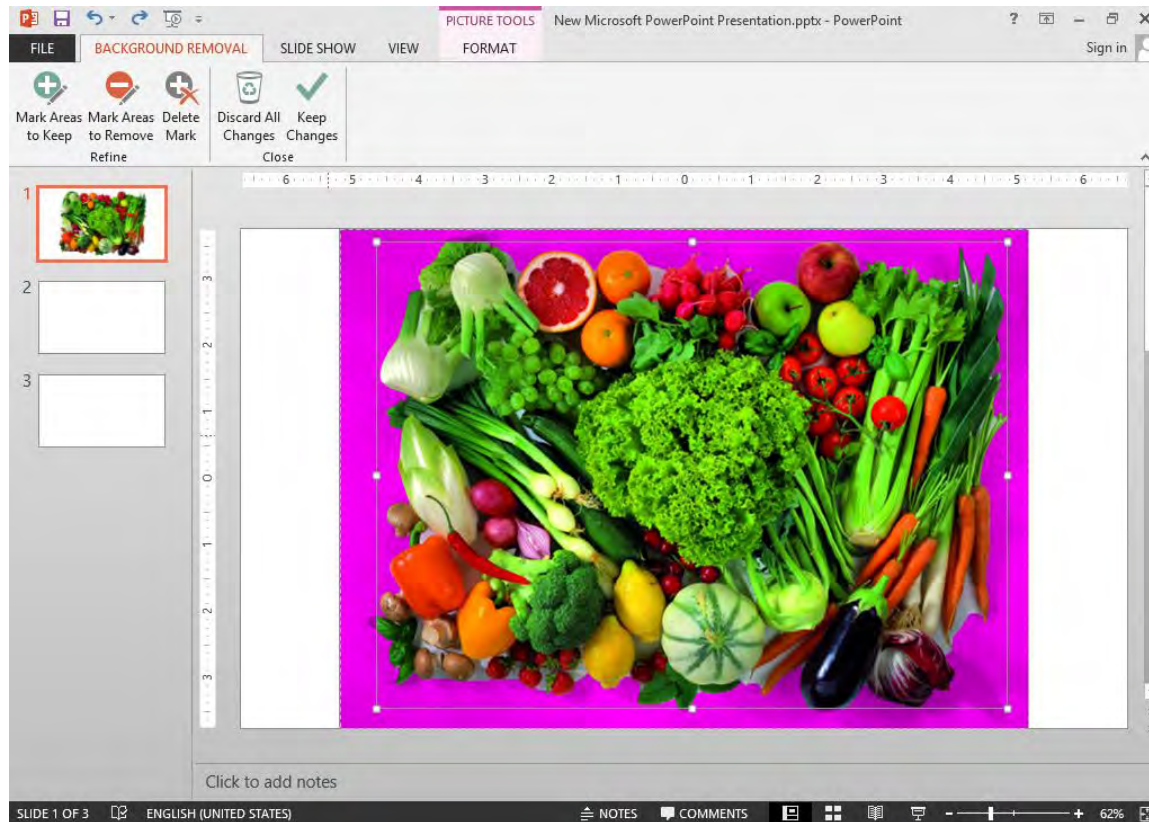 PICTURE TOOLS New Microsoft PowerPoint Presentation.pptx - PowerPoint ?
FILE BACKGROUND REMOVAL SLIDE SHOW VIEW FORMAT Sign in
Mark Areas to Keep
Mark Areas to Remove
Delete Mark
Discard All Changes
Keep Changes
Refine Close
6 5 4 3 2 1 0 1 2 3 4 5 6
1
2
3
3
2
1
0
1
2
3
Click to add notes
SLIDE 1 OF 3 ENGLISH (UNITED STATES) NOTES COMMENTS 62%